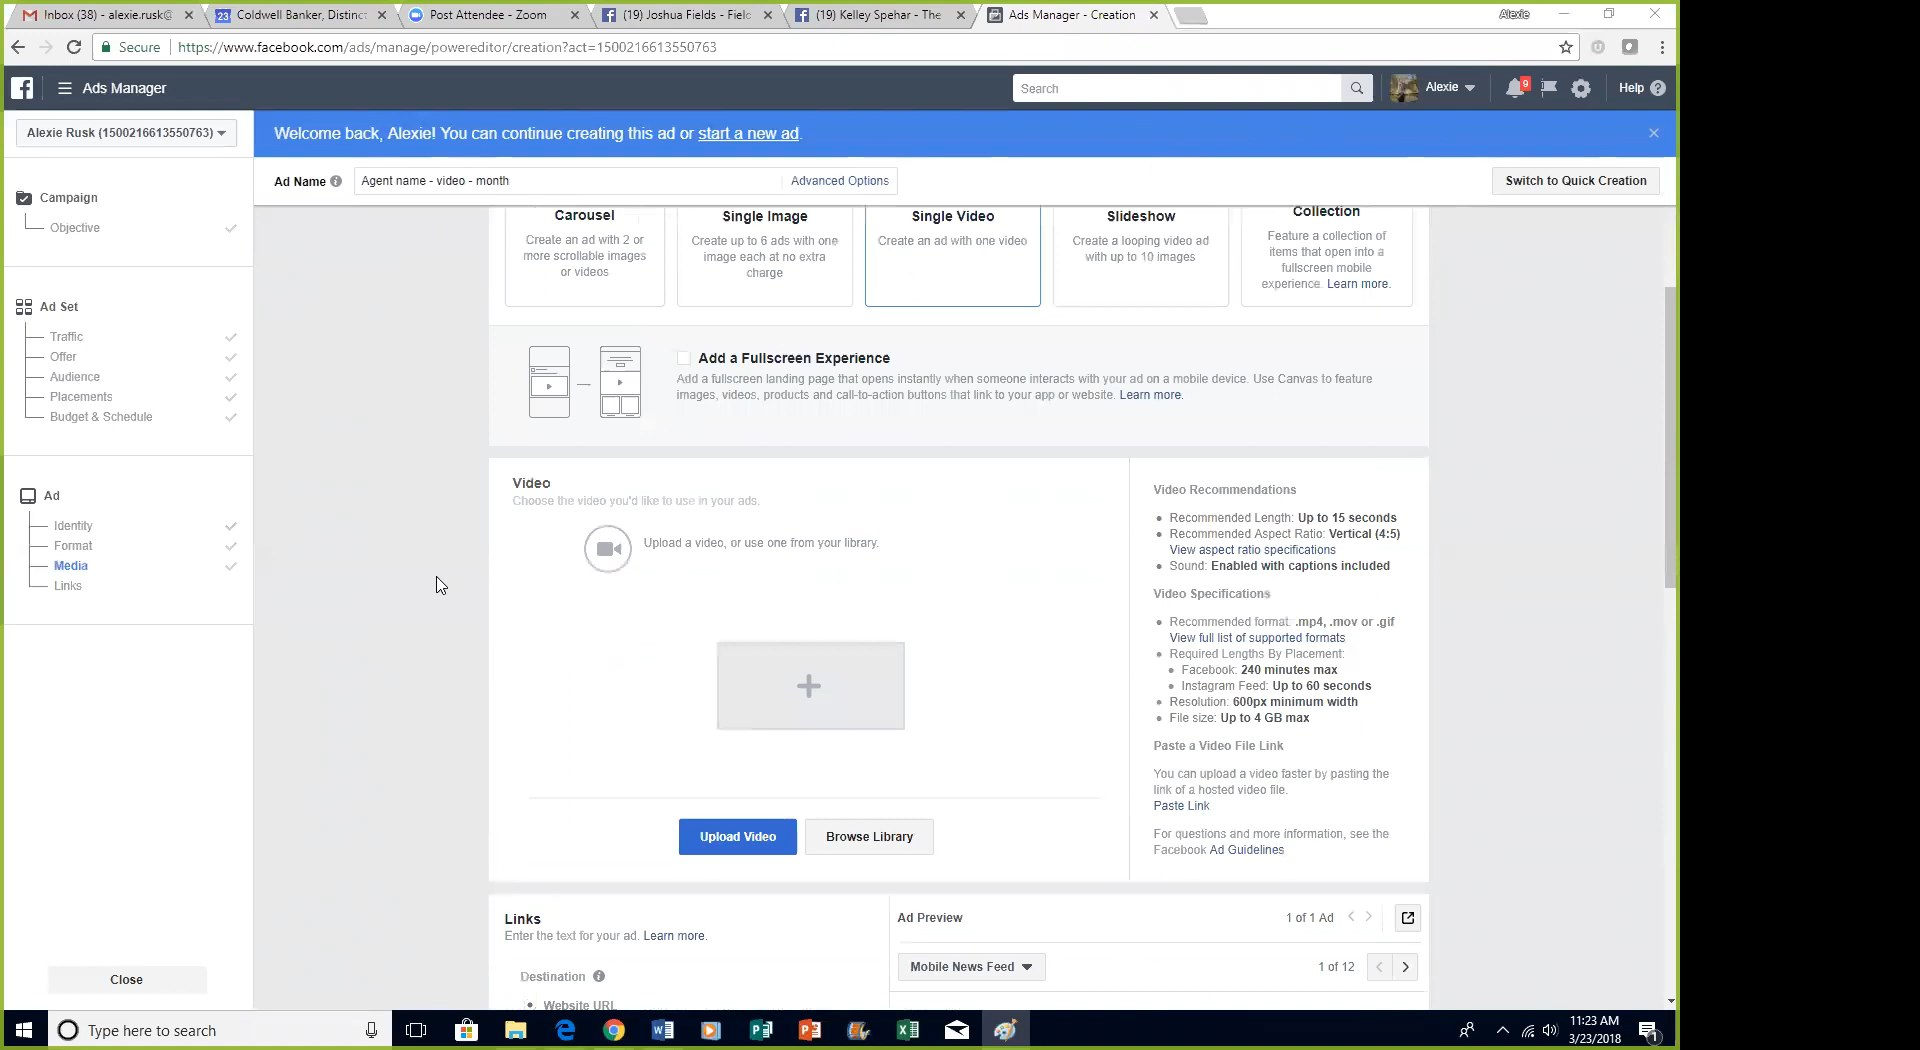 Inbox (38) - alexie.rusk@
23 Coldwell Banker, Distinct
Post Attendee - Zoom
(19) Joshua Fields - Field
(19) Kelley Spehar - The
Ads Manager - Creation
Alexie
Secure
https://www.facebook.com/ads/manage/powereditor/creation?act=1500216613550763
Ads Manager
Search
Alexie
9
Help
Alexie Rusk (1500216613550763)
Welcome back, Alexie! You can continue creating this ad or start a new ad.
Ad Name
Agent name - video - month
Advanced Options
Switch to Quick Creation
Campaign
Objective
Ad Set
Traffic
Offer
Audience
Placements
Budget & Schedule
Ad
Identity
Format
Media
Links
Close
Carousel
Create an ad with 2 or
more scrollable images
or videos
Single Image
Create up to 6 ads with one
image each at no extra
charge
Single Video
Create an ad with one video
Slideshow
Create a looping video ad
with up to 10 images
Collection
Feature a collection of
items that open into a
fullscreen mobile
experience. Learn more.
Add a Fullscreen Experience
Add a fullscreen landing page that opens instantly when someone interacts with your ad on a mobile device. Use Canvas to feature
images, videos, products and call-to-action buttons that link to your app or website. Learn more.
Video
Choose the video you'd like to use in your ads.
Upload a video, or use one from your library.
Upload Video
Browse Library
Video Recommendations
Recommended Length: Up to 15 seconds
Recommended Aspect Ratio: Vertical (4:5)
View aspect ratio specifications
Sound: Enabled with captions included
Video Specifications
Recommended format: .mp4, .mov or .gif
View full list of supported formats
Required Lengths By Placement:
Facebook: 240 minutes max
Instagram Feed: Up to 60 seconds
Resolution: 600px minimum width
File size: Up to 4 GB max
Paste a Video File Link
You can upload a video faster by pasting the
link of a hosted video file.
Paste Link
For questions and more information, see the
Facebook Ad Guidelines
Links
Enter the text for your ad. Learn more.
Destination
Website URL
Ad Preview
1 of 1 Ad
Mobile News Feed
1 of 12
Type here to search
11:23 AM
3/23/2018
1